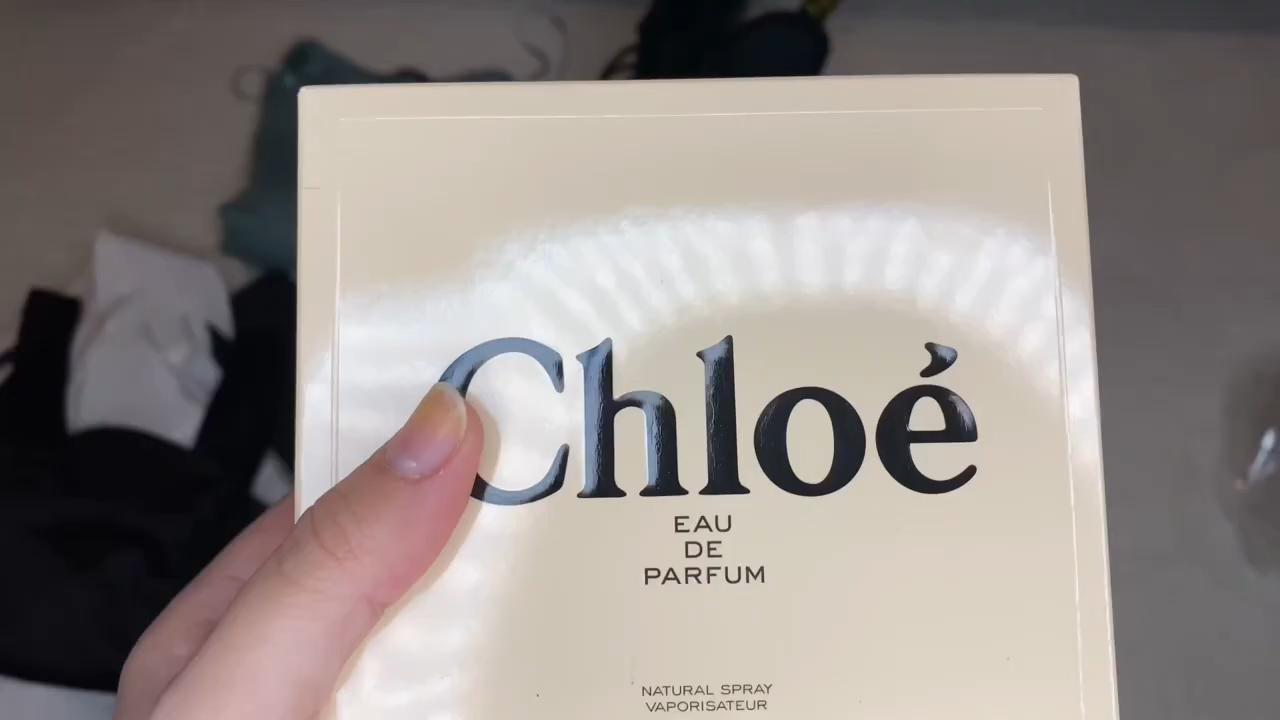 Chloé
EAU
DE
PARFUM
NATURAL SPRAY
VAPORISATEUR